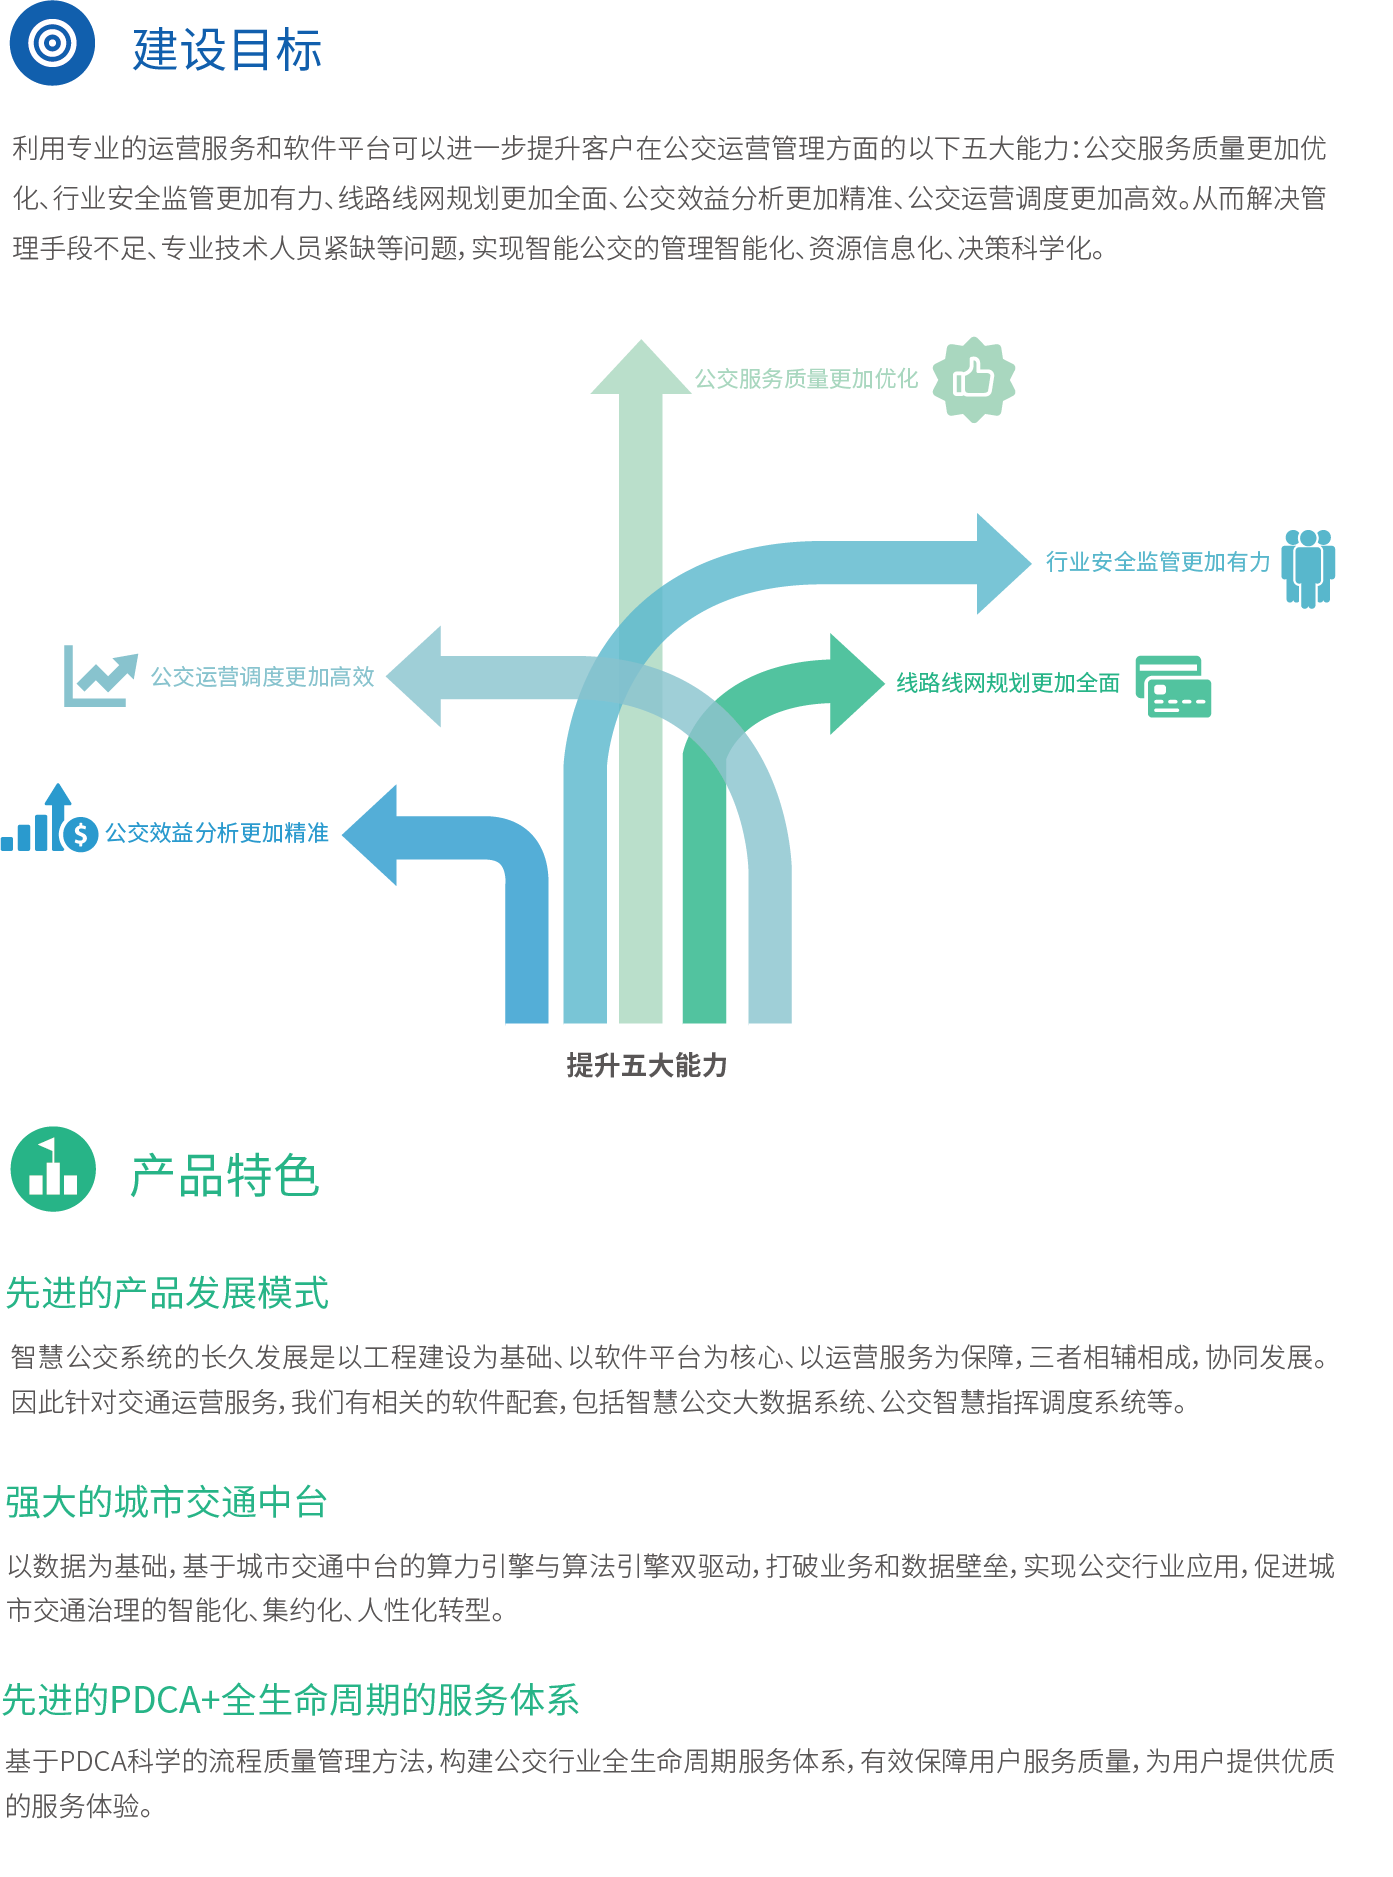 建设目标
利用专业的运营服务和软件平台可以进一步提升客户在公交运营管理方面的以下五大能力：公交服务质量更加优
化、行业安全监管更加有力、线路线网规划更加全面、公交效益分析更加精准、公交运营调度更加高效。从而解决管
理手段不足、专业技术人员紧缺等问题，实现智能公交的管理智能化、资源信息化、决策科学化。
公交服务质量更加优化
行业安全监管更加有力
公交运营调度更加高效
线路线网规划更加全面
$
公交效益分析更加精准
提升五大能力
产品特色
先进的产品发展模式
智慧公交系统的长久发展是以工程建设为基础、以软件平台为核心、以运营服务为保障，三者相辅相成，协同发展。
因此针对交通运营服务，我们有相关的软件配套，包括智慧公交大数据系统、公交智慧指挥调度系统等。
强大的城市交通中台
以数据为基础，基于城市交通中台的算力引擎与算法引擎双驱动，打破业务和数据壁垒，实现公交行业应用，促进城
市交通治理的智能化、集约化、人性化转型。
先进的PDCA+全生命周期的服务体系
基于PDCA科学的流程质量管理方法，构建公交行业全生命周期服务体系，有效保障用户服务质量，为用户提供优质
的服务体验。